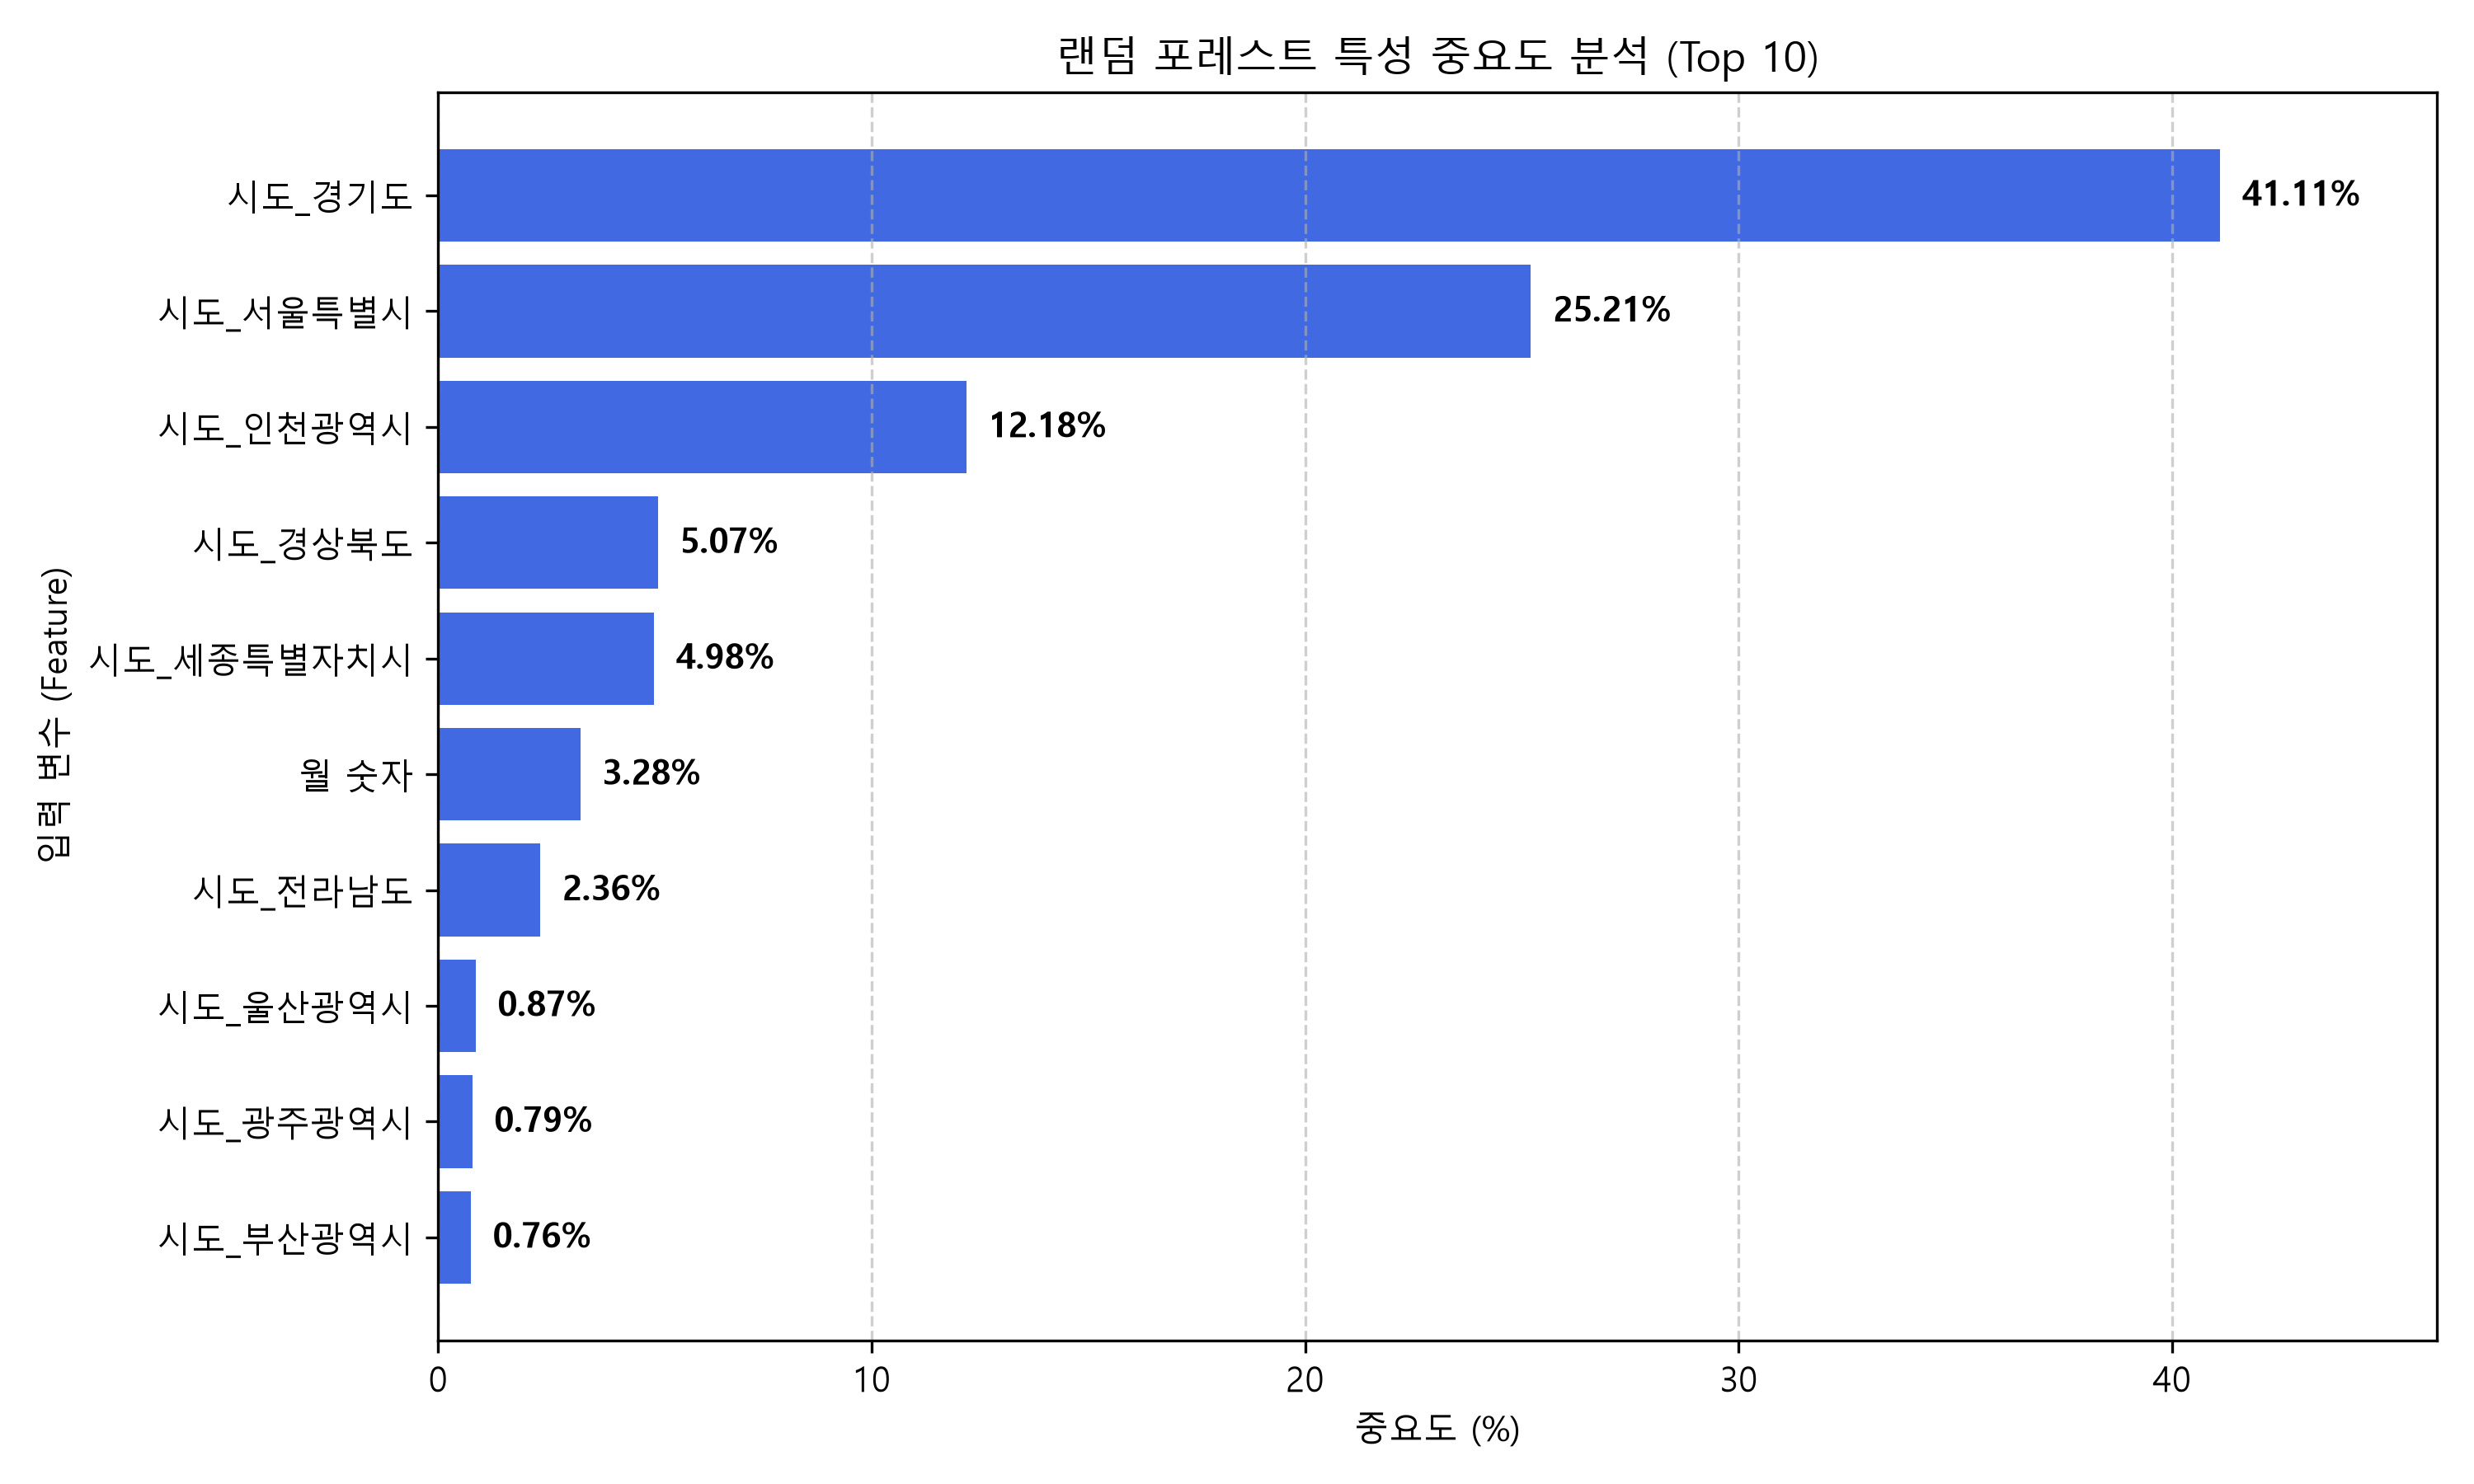 랜덤 포레스트 특성 중요도 분석 (Top 10)
입력 변수 (Feature)
시도_경기도 41.11%
시도_서울특별시 25.21%
시도_인천광역시 12.18%
시도_경상북도 5.07%
시도_세종특별자치시 4.98%
월 숫자 3.28%
시도_전라남도 2.36%
시도_울산광역시 0.87%
시도_광주광역시 0.79%
시도_부산광역시 0.76%
0 10 20 30 40
중요도 (%)